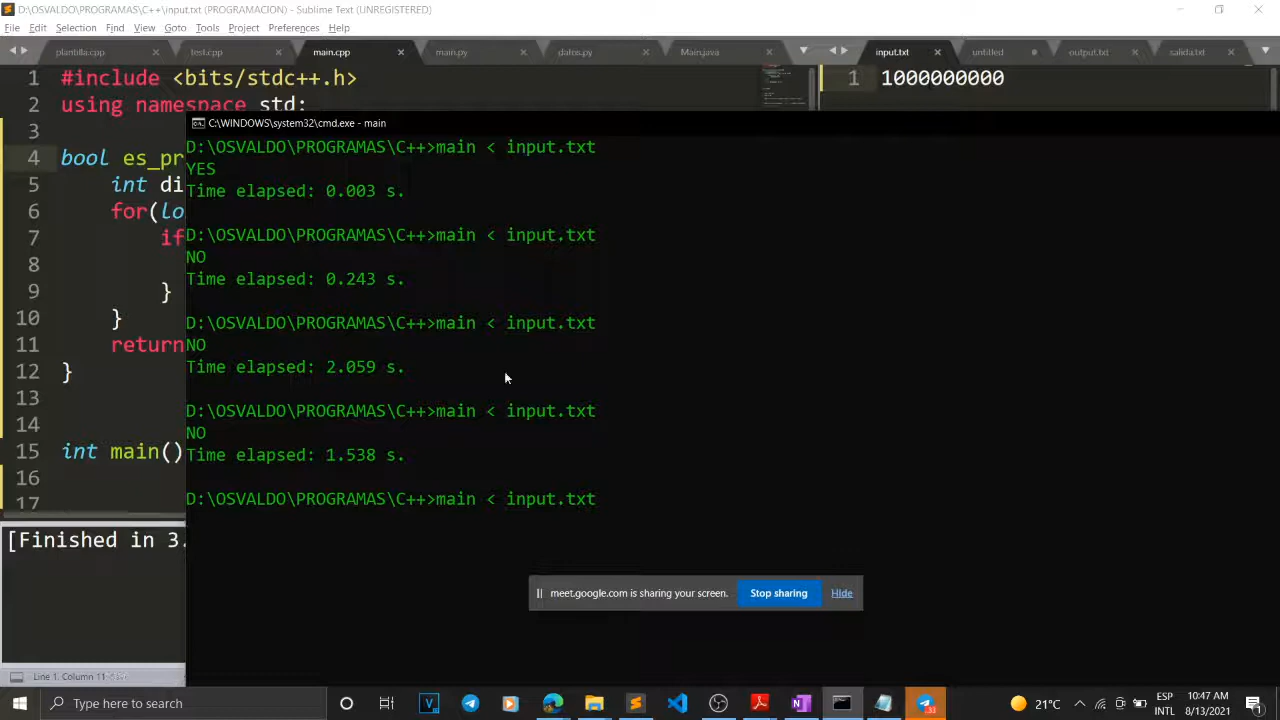 D:\OSVALDO\PROGRAMAS\C++\input.txt (PROGRAMACION) - Sublime Text (UNREGISTERED)
File Edit Selection Find View Goto Tools Project Preferences Help
plantilla.cpp test.cpp main.cpp main.py datos.py Main.java input.txt untitled output.txt salida.txt
1 #include <bits/stdc++.h>
1 1000000000
2 using namespace std;
3
4 bool es_pr
5 int di
6 for(lo
7 if
8
9 }
10 }
11 return
12 }
13
14
15 int main()
16
17
C:\WINDOWS\system32\cmd.exe - main
D:\OSVALDO\PROGRAMAS\C++>main < input.txt
YES
Time elapsed: 0.003 s.
D:\OSVALDO\PROGRAMAS\C++>main < input.txt
NO
Time elapsed: 0.243 s.
D:\OSVALDO\PROGRAMAS\C++>main < input.txt
NO
Time elapsed: 2.059 s.
D:\OSVALDO\PROGRAMAS\C++>main < input.txt
NO
Time elapsed: 1.538 s.
D:\OSVALDO\PROGRAMAS\C++>main < input.txt
[Finished in 3.
meet.google.com is sharing your screen. Stop sharing Hide
Line 1, Column 11
Type here to search
21°C
ESP
INTL
10:47 AM
8/13/2021